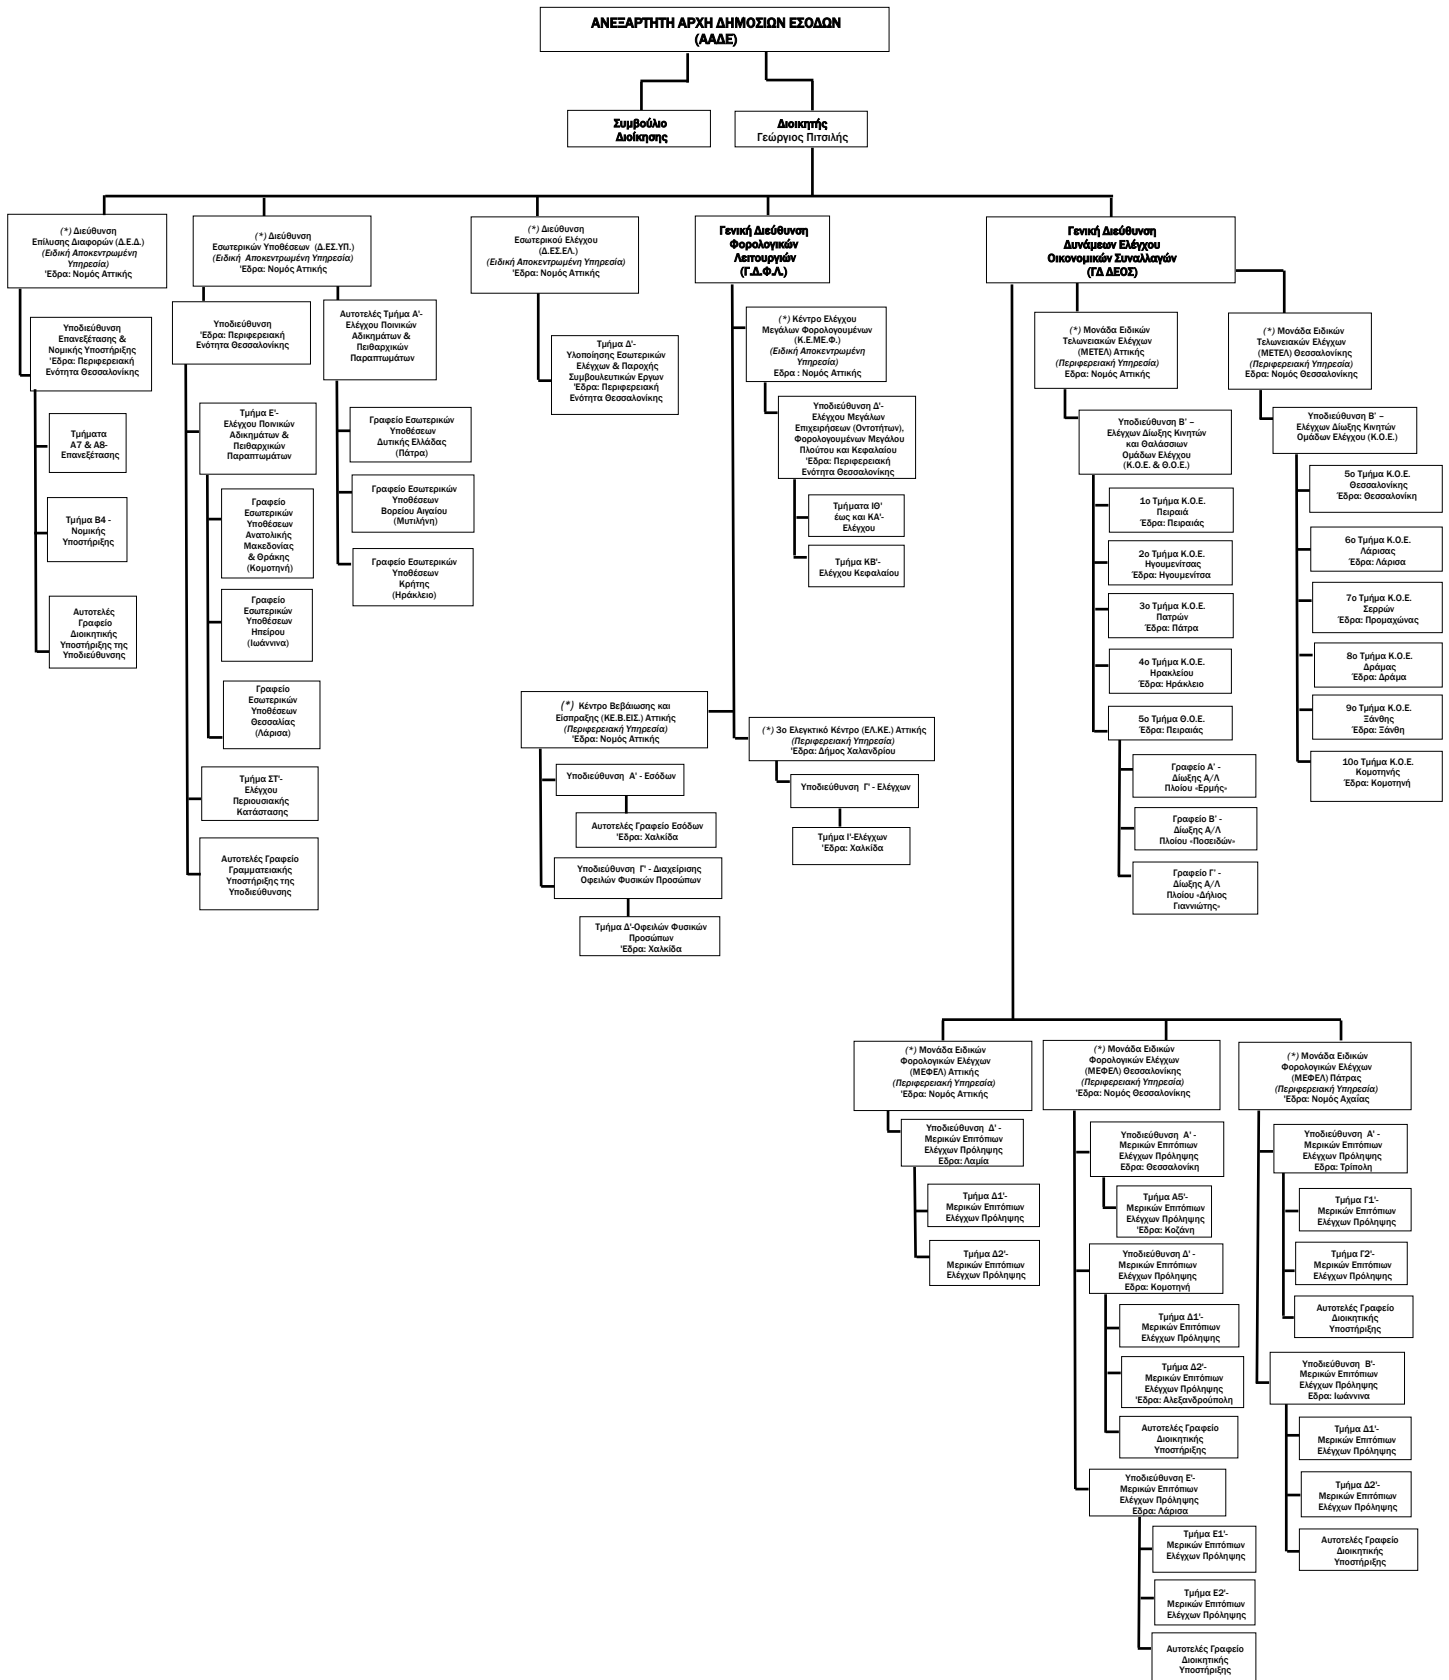 ΑΝΕΞΑΡΤΗΤΗ ΑΡΧΗ ΔΗΜΟΣΙΩΝ ΕΣΟΔΩΝ
(ΑΑΔΕ)
Συμβούλιο
Διοίκησης
Διοικητής
Γεώργιος Πιτσιλής
(*) Διεύθυνση
Επίλυσης Διαφορών (Δ.Ε.Δ.)
(Ειδική Αποκεντρωμένη
Υπηρεσία)
Έδρα: Νομός Αττικής
Υποδιεύθυνση
Επανεξέτασης &
Νομικής Υποστήριξης
Έδρα: Περιφερειακή
Ενότητα Θεσσαλονίκης
Τμήματα
Α7 & Α8-
Επανεξέτασης
Τμήμα Β4 -
Νομικής
Υποστήριξης
Αυτοτελές
Γραφείο
Διοικητικής
Υποστήριξης της
Υποδιεύθυνσης
(*) Διεύθυνση
Εσωτερικών Υποθέσεων (Δ.ΕΣ.ΥΠ.)
(Ειδική Αποκεντρωμένη Υπηρεσία)
Έδρα: Νομός Αττικής
Υποδιεύθυνση
Έδρα: Περιφερειακή
Ενότητα Θεσσαλονίκης
Τμήμα Ε'-
Ελέγχου Ποινικών
Αδικημάτων &
Πειθαρχικών
Παραπτωμάτων
Γραφείο
Εσωτερικών
Υποθέσεων
Ανατολικής
Μακεδονίας
& Θράκης
(Κομοτηνή)
Γραφείο
Εσωτερικών
Υποθέσεων
Ηπείρου
(Ιωάννινα)
Γραφείο
Εσωτερικών
Υποθέσεων
Θεσσαλίας
(Λάρισα)
Τμήμα ΣΤ'-
Ελέγχου
Περιουσιακής
Κατάστασης
Αυτοτελές Γραφείο
Γραμματειακής
Υποστήριξης της
Υποδιεύθυνσης
Αυτοτελές Τμήμα Α'-
Ελέγχου Ποινικών
Αδικημάτων &
Πειθαρχικών
Παραπτωμάτων
Γραφείο Εσωτερικών
Υποθέσεων
Δυτικής Ελλάδας
(Πάτρα)
Γραφείο Εσωτερικών
Υποθέσεων
Βορείου Αιγαίου
(Μυτιλήνη)
Γραφείο Εσωτερικών
Υποθέσεων
Κρήτης
(Ηράκλειο)
(*) Διεύθυνση
Εσωτερικού Ελέγχου
(Δ.ΕΣ.ΕΛ.)
(Ειδική Αποκεντρωμένη Υπηρεσία)
Έδρα: Νομός Αττικής
Τμήμα Δ'-
Υλοποίησης Εσωτερικών
Ελέγχων & Παροχής
Συμβουλευτικών Εργων
Έδρα: Περιφερειακή
Ενότητα Θεσσαλονίκης
Γενική Διεύθυνση
Φορολογικών
Λειτουργιών
(Γ.Δ.Φ.Λ.)
(*) Κέντρο Ελέγχου
Μεγάλων Φορολογουμένων
(Κ.Ε.ΜΕ.Φ.)
(Ειδική Αποκεντρωμένη
Υπηρεσία)
Εδρα : Νομός Αττικής
Υποδιεύθυνση Δ'-
Ελέγχου Μεγάλων
Επιχειρήσεων (Οντοτήτων),
Φορολογουμένων Μεγάλου
Πλούτου και Κεφαλαίου
Έδρα: Περιφερειακή
Ενότητα Θεσσαλονίκης
Τμήματα ΙΘ'
έως και ΚΑ'-
Ελέγχου
Τμήμα ΚΒ'-
Ελέγχου Κεφαλαίου
(*) Κέντρο Βεβαίωσης και
Είσπραξης (ΚΕ.Β.ΕΙΣ.) Αττικής
(Περιφερειακή Υπηρεσία)
Έδρα: Νομός Αττικής
Υποδιεύθυνση Α' - Εσόδων
Αυτοτελές Γραφείο Εσόδων
Έδρα: Χαλκίδα
Υποδιεύθυνση Γ' - Διαχείρισης
Οφειλών Φυσικών Προσώπων
Τμήμα Δ'-Οφειλών Φυσικών
Προσώπων
Έδρα: Χαλκίδα
(*) 3ο Ελεγκτικό Κέντρο (ΕΛ.ΚΕ.) Αττικής
(Περιφερειακή Υπηρεσία)
Έδρα: Δήμος Χαλανδρίου
Υποδιεύθυνση Γ' - Ελέγχων
Τμήμα Ι'-Ελέγχων
Έδρα: Χαλκίδα
Γενική Διεύθυνση
Δυνάμεων Ελέγχου
Οικονομικών Συναλλαγών
(ΓΔ ΔΕΟΣ)
(*) Μονάδα Ειδικών
Τελωνειακών Ελέγχων
(ΜΕΤΕΛ) Αττικής
(Περιφερειακή Υπηρεσία)
Έδρα: Νομός Αττικής
Υποδιεύθυνση Β' –
Ελέγχων Δίωξης Κινητών
και Θαλάσσιων
Ομάδων Ελέγχου
(Κ.Ο.Ε. & Θ.Ο.Ε.)
1ο Τμήμα Κ.Ο.Ε.
Πειραιά
Έδρα: Πειραιάς
2ο Τμήμα Κ.Ο.Ε.
Ηγουμενίτσας
Έδρα: Ηγουμενίτσα
3ο Τμήμα Κ.Ο.Ε.
Πατρών
Έδρα: Πάτρα
4ο Τμήμα Κ.Ο.Ε.
Ηρακλείου
Έδρα: Ηράκλειο
5ο Τμήμα Θ.Ο.Ε.
Έδρα: Πειραιάς
Γραφείο Α' -
Δίωξης Λ/Λ
Πλοίου «Ερμής»
Γραφείο Β' -
Δίωξης Λ/Λ
Πλοίου «Ποσειδών»
Γραφείο Γ' -
Δίωξης Λ/Λ
Πλοίου «Δήλιος
Γιαννιώτης»
(*) Μονάδα Ειδικών
Τελωνειακών Ελέγχων
(ΜΕΤΕΛ) Θεσσαλονίκης
(Περιφερειακή Υπηρεσία)
Έδρα: Νομός Θεσσαλονίκης
Υποδιεύθυνση Β' –
Ελέγχων Δίωξης Κινητών
Ομάδων Ελέγχου (Κ.Ο.Ε.)
5ο Τμήμα Κ.Ο.Ε.
Θεσσαλονίκης
Έδρα: Θεσσαλονίκη
6ο Τμήμα Κ.Ο.Ε.
Λάρισας
Έδρα: Λάρισα
7ο Τμήμα Κ.Ο.Ε.
Σερρών
Έδρα: Προμαχώνας
8ο Τμήμα Κ.Ο.Ε.
Δράμας
Έδρα: Δράμα
9ο Τμήμα Κ.Ο.Ε.
Ξάνθης
Έδρα: Ξάνθη
10ο Τμήμα Κ.Ο.Ε.
Κομοτηνής
Έδρα: Κομοτηνή
(*) Μονάδα Ειδικών
Φορολογικών Ελέγχων
(ΜΕΦΕΛ) Αττικής
(Περιφερειακή Υπηρεσία)
Έδρα: Νομός Αττικής
Υποδιεύθυνση Δ' -
Μερικών Επιτόπιων
Ελέγχων Πρόληψης
Εδρα: Λαμία
Τμήμα Δ1'-
Μερικών Επιτόπιων
Ελέγχων Πρόληψης
Τμήμα Δ2'-
Μερικών Επιτόπιων
Ελέγχων Πρόληψης
(*) Μονάδα Ειδικών
Φορολογικών Ελέγχων
(ΜΕΦΕΛ) Θεσσαλονίκης
(Περιφερειακή Υπηρεσία)
Έδρα: Νομός Θεσσαλονίκης
Υποδιεύθυνση Α' -
Μερικών Επιτόπιων
Ελέγχων Πρόληψης
Εδρα: Θεσσαλονίκη
Τμήμα Α5'-
Μερικών Επιτόπιων
Ελέγχων Πρόληψης
Έδρα: Κοζάνη
Υποδιεύθυνση Δ' -
Μερικών Επιτόπιων
Ελέγχων Πρόληψης
Εδρα: Κομοτηνή
Τμήμα Δ1'-
Μερικών Επιτόπιων
Ελέγχων Πρόληψης
Τμήμα Δ2'-
Μερικών Επιτόπιων
Ελέγχων Πρόληψης
Έδρα: Αλεξανδρούπολη
Αυτοτελές Γραφείο
Διοικητικής
Υποστήριξης
Υποδιεύθυνση Ε'-
Μερικών Επιτόπιων
Ελέγχων Πρόληψης
Εδρα: Λάρισα
Τμήμα Ε1'-
Μερικών Επιτόπιων
Ελέγχων Πρόληψης
Τμήμα Ε2'-
Μερικών Επιτόπιων
Ελέγχων Πρόληψης
Αυτοτελές Γραφείο
Διοικητικής
Υποστήριξης
(*) Μονάδα Ειδικών
Φορολογικών Ελέγχων
(ΜΕΦΕΛ) Πάτρας
(Περιφερειακή Υπηρεσία)
Έδρα: Νομός Αχαίας
Υποδιεύθυνση Α' -
Μερικών Επιτόπιων
Ελέγχων Πρόληψης
Εδρα: Τρίπολη
Τμήμα Γ1'-
Μερικών Επιτόπιων
Ελέγχων Πρόληψης
Τμήμα Γ2'-
Μερικών Επιτόπιων
Ελέγχων Πρόληψης
Αυτοτελές Γραφείο
Διοικητικής
Υποστήριξης
Υποδιεύθυνση Β'-
Μερικών Επιτόπιων
Ελέγχων Πρόληψης
Εδρα: Ιωάννινα
Τμήμα Δ1'-
Μερικών Επιτόπιων
Ελέγχων Πρόληψης
Τμήμα Δ2'-
Μερικών Επιτόπιων
Ελέγχων Πρόληψης
Αυτοτελές Γραφείο
Διοικητικής
Υποστήριξης